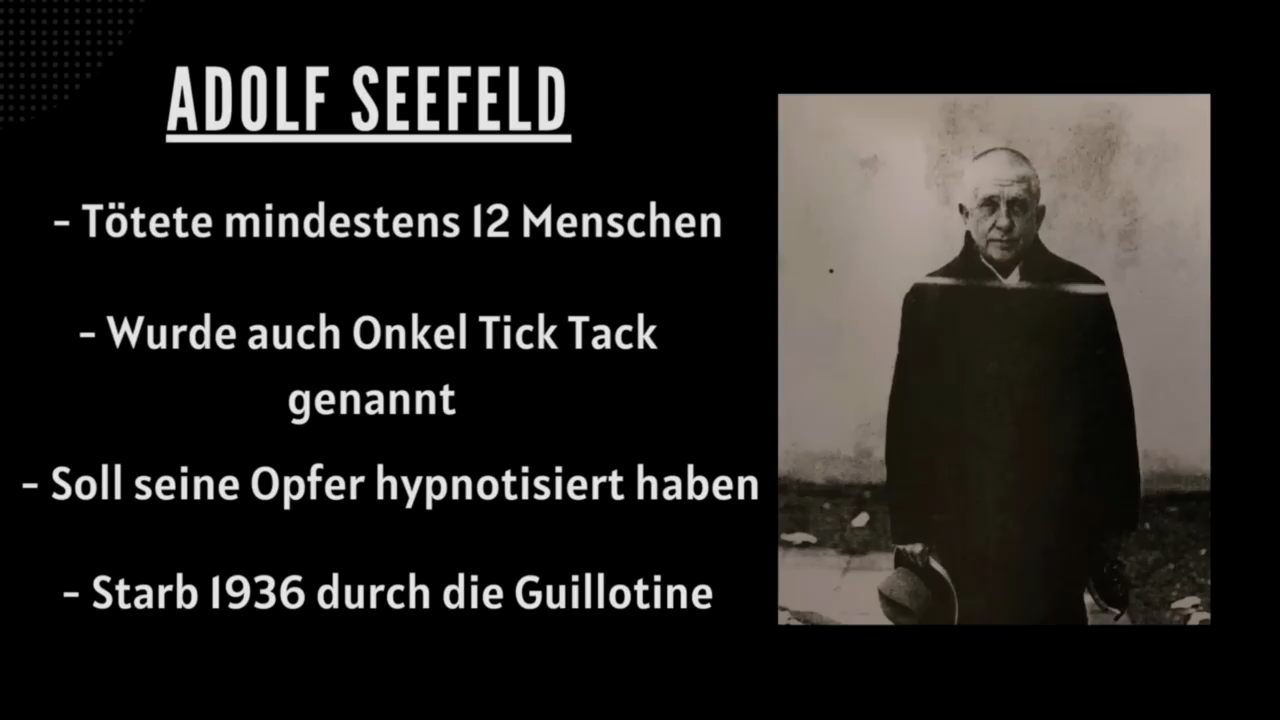 ADOLF SEEFELD
- Tötete mindestens 12 Menschen
- Wurde auch Onkel Tick Tack
genannt
- Soll seine Opfer hypnotisiert haben
- Starb 1936 durch die Guillotine